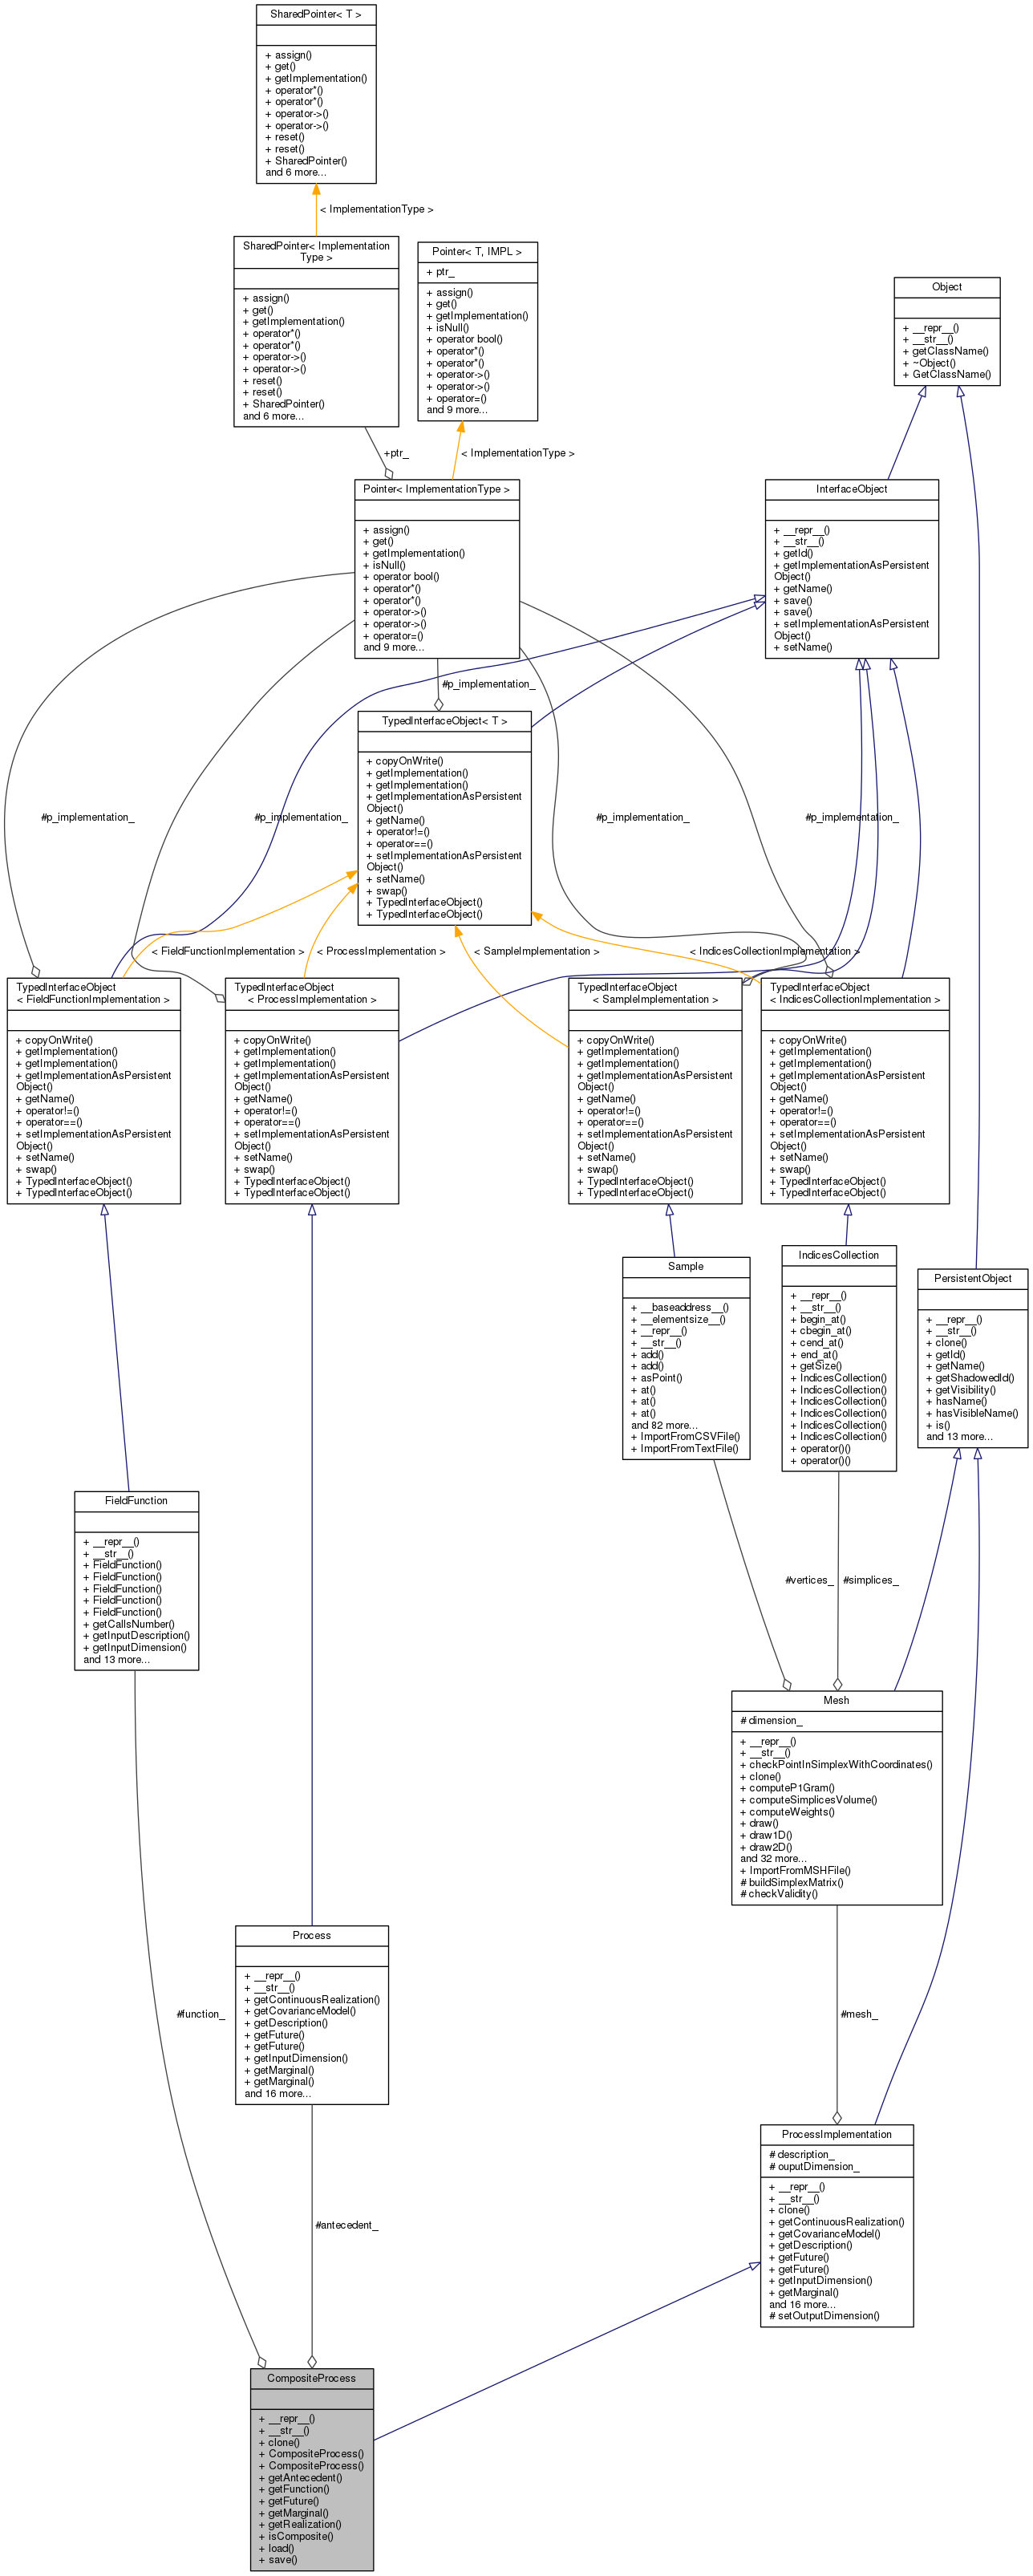 SharedPointer< T >
+ assign()
+ get()
+ getImplementation()
+ operator*()
+ operator*()
+ operator->()
+ operator->()
+ reset()
+ reset()
+ SharedPointer()
and 6 more...
< ImplementationType >
SharedPointer< Implementation
Type >
+ assign()
+ get()
+ getImplementation()
+ operator*()
+ operator*()
+ operator->()
+ operator->()
+ reset()
+ reset()
+ SharedPointer()
and 6 more...
Pointer< T, IMPL >
+ ptr_
+ assign()
+ get()
+ getImplementation()
+ isNull()
+ operator bool()
+ operator*()
+ operator*()
+ operator->()
+ operator->()
+ operator=()
and 9 more...
Object
+ __repr__()
+ __str__()
+ getClassName()
+ ~Object()
+ GetClassName()
+ptr_
< ImplementationType >
Pointer< ImplementationType >
+ assign()
+ get()
+ getImplementation()
+ isNull()
+ operator bool()
+ operator*()
+ operator*()
+ operator->()
+ operator->()
+ operator=()
and 9 more...
InterfaceObject
+ __repr__()
+ __str__()
+ getId()
+ getImplementationAsPersistent
Object()
+ getName()
+ save()
+ save()
+ setImplementationAsPersistent
Object()
+ setName()
#p_implementation_
TypedInterfaceObject< T >
+ copyOnWrite()
+ getImplementation()
+ getImplementation()
+ getImplementationAsPersistent
Object()
+ getName()
+ operator!=()
+ operator==()
+ setImplementationAsPersistent
Object()
+ setName()
+ swap()
+ TypedInterfaceObject()
+ TypedInterfaceObject()
#p_implementation_
#p_implementation_
#p_implementation_
#p_implementation_
< FieldFunctionImplementation >
< ProcessImplementation >
< SampleImplementation >
< IndicesCollectionImplementation >
TypedInterfaceObject
< FieldFunctionImplementation >
+ copyOnWrite()
+ getImplementation()
+ getImplementation()
+ getImplementationAsPersistent
Object()
+ getName()
+ operator!=()
+ operator==()
+ setImplementationAsPersistent
Object()
+ setName()
+ swap()
+ TypedInterfaceObject()
+ TypedInterfaceObject()
TypedInterfaceObject
< ProcessImplementation >
+ copyOnWrite()
+ getImplementation()
+ getImplementation()
+ getImplementationAsPersistent
Object()
+ getName()
+ operator!=()
+ operator==()
+ setImplementationAsPersistent
Object()
+ setName()
+ swap()
+ TypedInterfaceObject()
+ TypedInterfaceObject()
TypedInterfaceObject
< SampleImplementation >
+ copyOnWrite()
+ getImplementation()
+ getImplementation()
+ getImplementationAsPersistent
Object()
+ getName()
+ operator!=()
+ operator==()
+ setImplementationAsPersistent
Object()
+ setName()
+ swap()
+ TypedInterfaceObject()
+ TypedInterfaceObject()
TypedInterfaceObject
< IndicesCollectionImplementation >
+ copyOnWrite()
+ getImplementation()
+ getImplementation()
+ getImplementationAsPersistent
Object()
+ getName()
+ operator!=()
+ operator==()
+ setImplementationAsPersistent
Object()
+ setName()
+ swap()
+ TypedInterfaceObject()
+ TypedInterfaceObject()
Sample
+ __baseaddress__()
+ __elementsize__()
+ __repr__()
+ __str__()
+ add()
+ add()
+ asPoint()
+ at()
+ at()
+ at()
and 82 more...
+ ImportFromCSVFile()
+ ImportFromTextFile()
IndicesCollection
+ __repr__()
+ __str__()
+ begin_at()
+ cbegin_at()
+ cend_at()
+ end_at()
+ getSize()
+ IndicesCollection()
+ IndicesCollection()
+ IndicesCollection()
+ IndicesCollection()
+ IndicesCollection()
+ IndicesCollection()
+ operator()()
+ operator()()
PersistentObject
+ __repr__()
+ __str__()
+ clone()
+ getId()
+ getName()
+ getShadowedId()
+ getVisibility()
+ hasName()
+ hasVisibleName()
+ is()
and 13 more...
FieldFunction
+ __repr__()
+ __str__()
+ FieldFunction()
+ FieldFunction()
+ FieldFunction()
+ FieldFunction()
+ FieldFunction()
+ getCallsNumber()
+ getInputDescription()
+ getInputDimension()
and 13 more...
#vertices_
#simplices_
Mesh
# dimension_
+ __repr__()
+ __str__()
+ checkPointInSimplexWithCoordinates()
+ clone()
+ computeP1Gram()
+ computeSimplicesVolume()
+ computeWeights()
+ draw()
+ draw1D()
+ draw2D()
and 32 more...
+ ImportFromMSHFile()
# buildSimplexMatrix()
# checkValidity()
Process
+ __repr__()
+ __str__()
+ getContinuousRealization()
+ getCovarianceModel()
+ getDescription()
+ getFuture()
+ getFuture()
+ getInputDimension()
+ getMarginal()
+ getMarginal()
and 16 more...
#function_
#mesh_
ProcessImplementation
# description_
# ouputDimension_
+ __repr__()
+ __str__()
+ clone()
+ getContinuousRealization()
+ getCovarianceModel()
+ getDescription()
+ getFuture()
+ getFuture()
+ getInputDimension()
+ getMarginal()
and 16 more...
# setOutputDimension()
#antecedent_
CompositeProcess
+ __repr__()
+ __str__()
+ clone()
+ CompositeProcess()
+ CompositeProcess()
+ getAntecedent()
+ getFunction()
+ getFuture()
+ getMarginal()
+ getRealization()
+ isComposite()
+ load()
+ save()